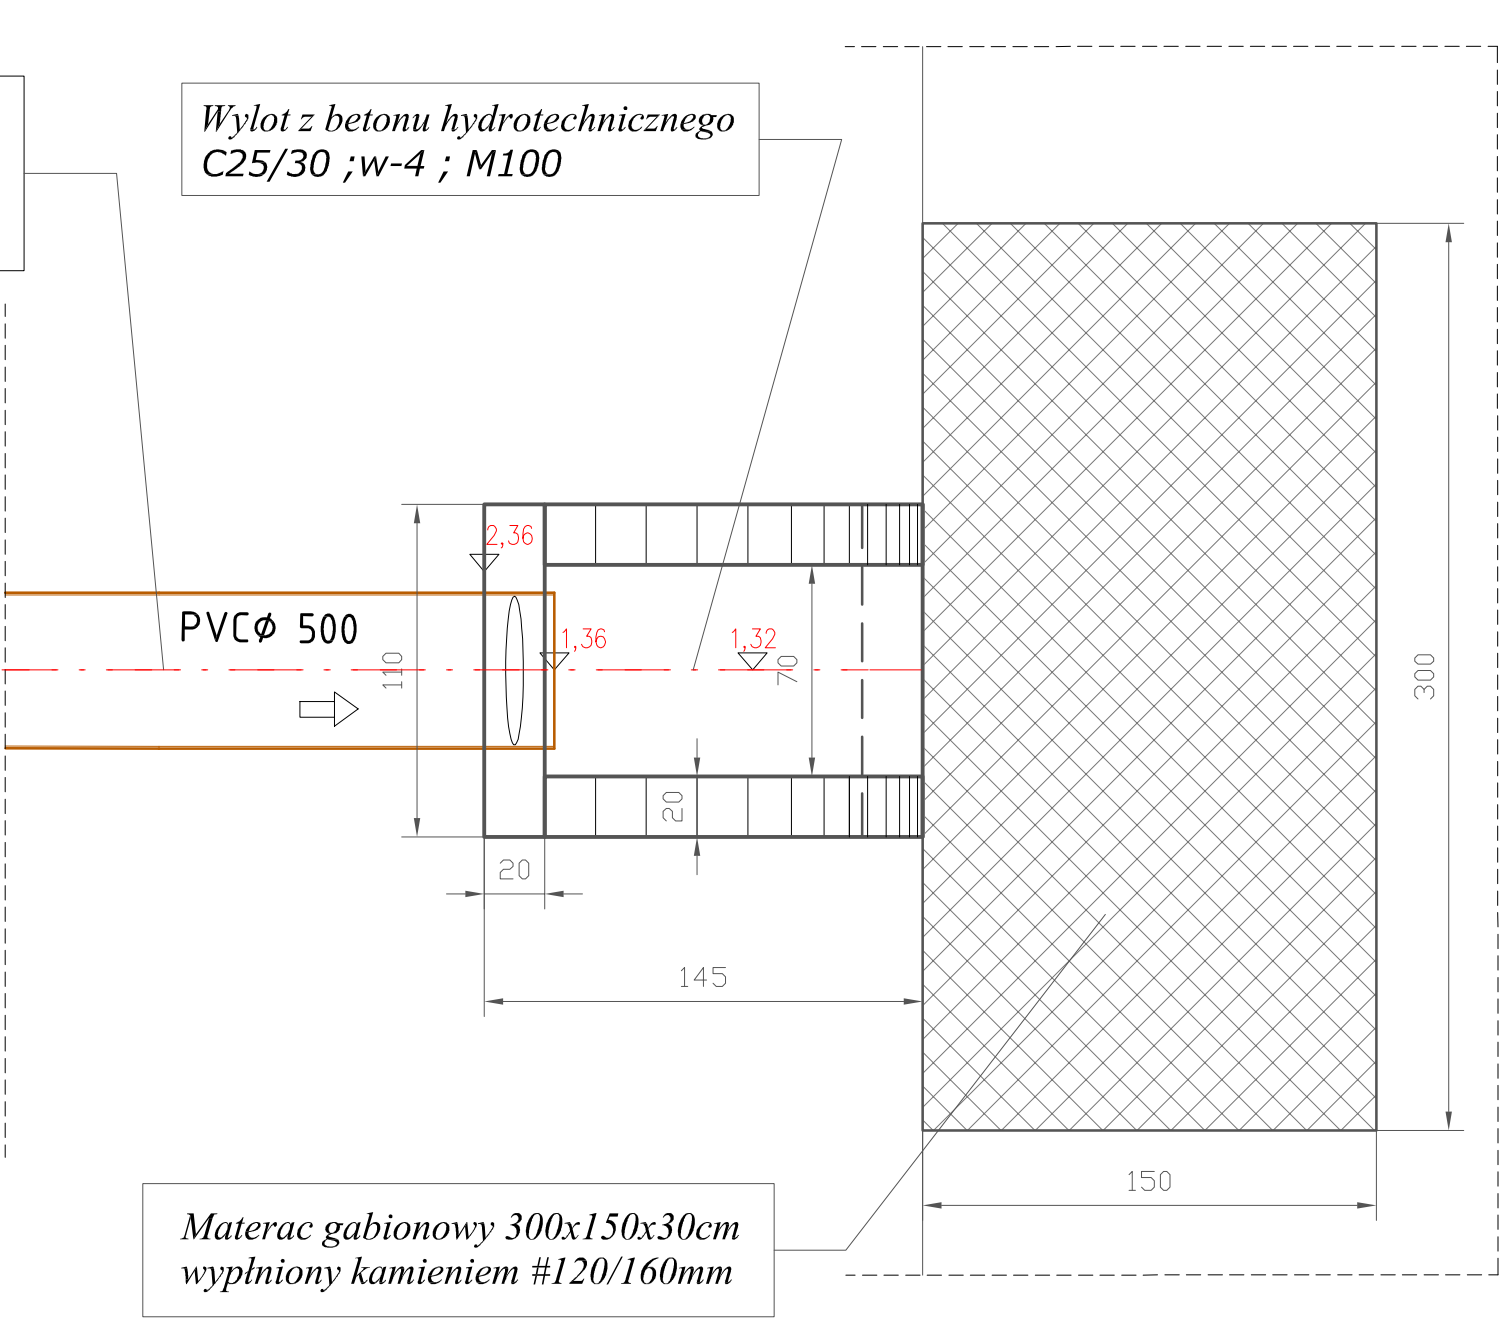 Wylot z betonu hydrotechnicznego
C25/30 ;w-4 ; M100
2,36
PVCϕ 500
1,36
1,32
110
70
300
20
20
145
150
Materac gabionowy 300x150x30cm
wypłniony kamieniem #120/160mm